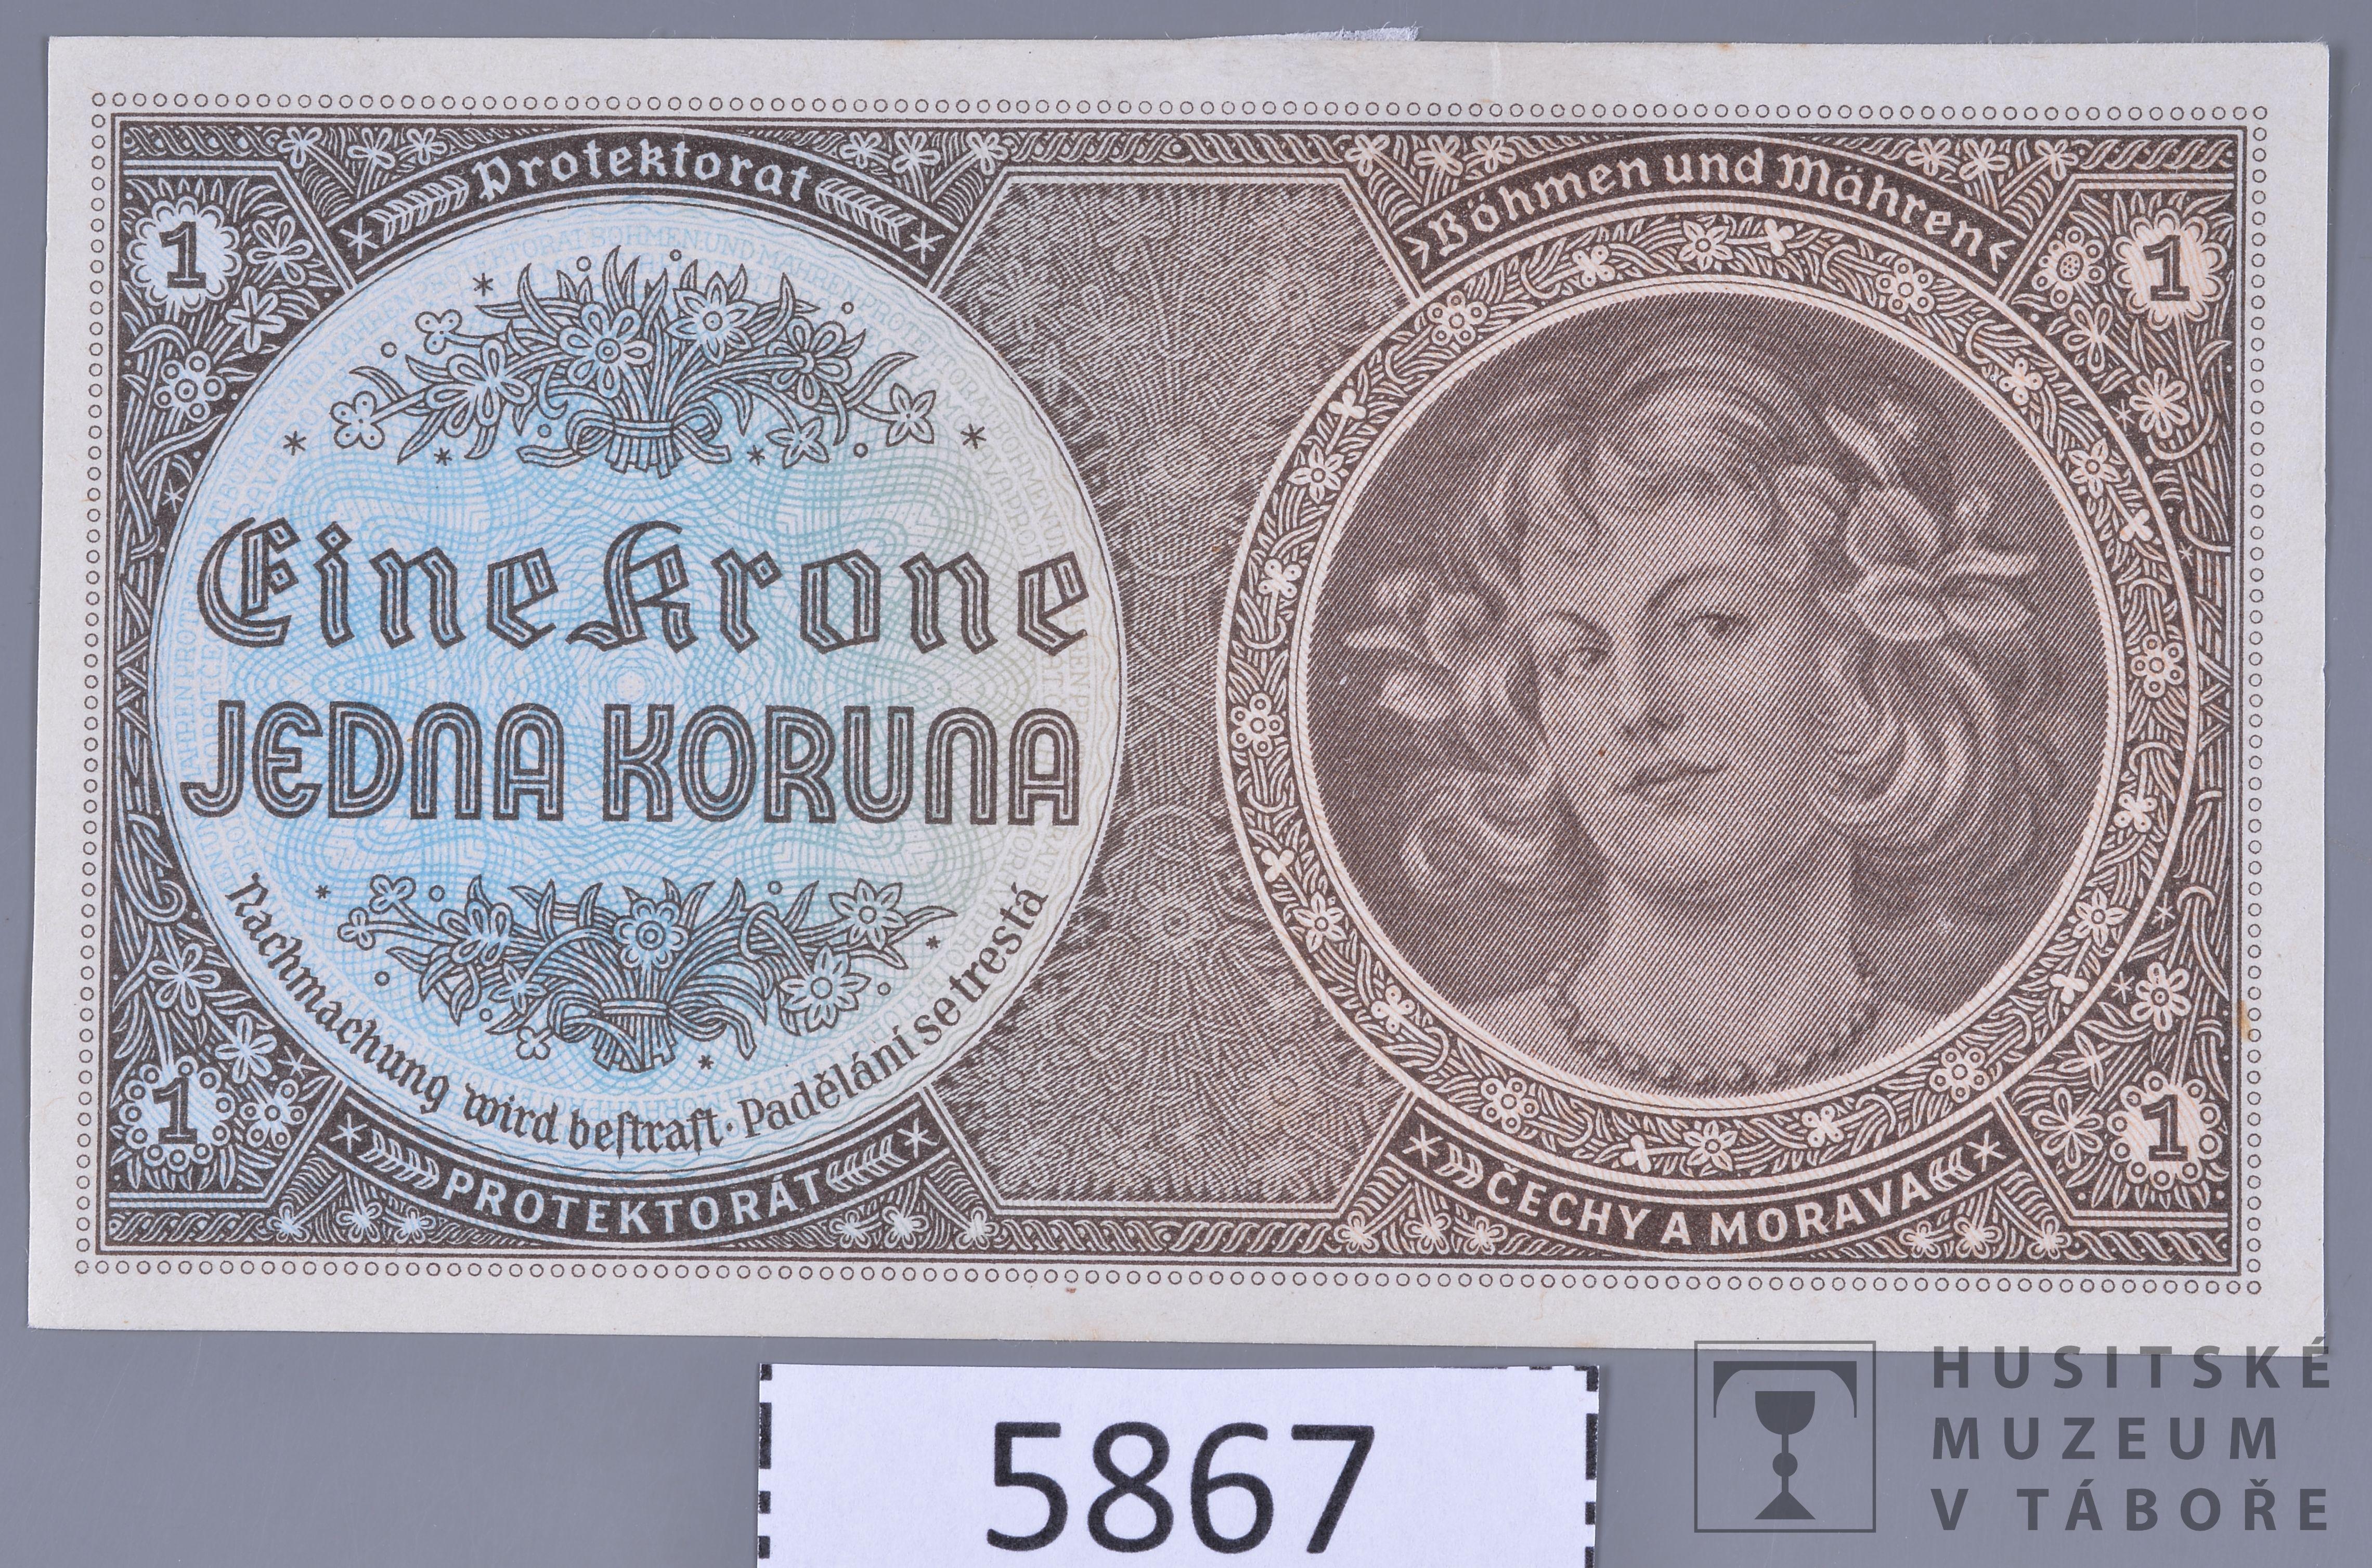 Protektorat
Böhmen und Mähren
1
1
Eine Krone
JEDNA KORUNA
Nachmachung wird bestraft · Padělání se trestá
1
1
PROTEKTORÁT
ČECHY A MORAVA
5867
HUSITSKÉ
MUZEUM
V TÁBOŘE